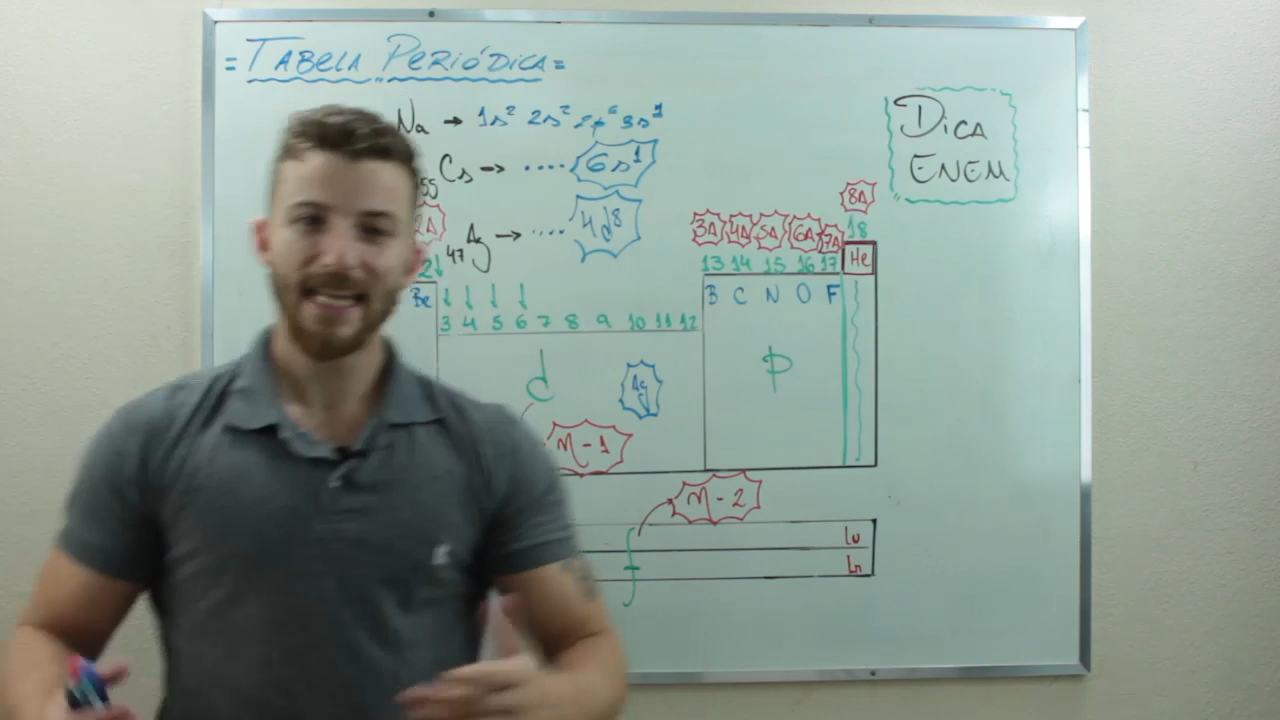 = TABELA PERIÓDICA =
DICA
ENEM
Na → 1s² 2s² 2p⁶ 3s¹
55 Cs → .... 6s¹
47 Ag → .... 4d⁸
2A 3A 4A 5A 6A 7A 8A
2 13 14 15 16 17 18
Be B C N O F He
3 4 5 6 7 8 9 10 11 12
d Ag p
n-1
n-2
f
Lu
Lr